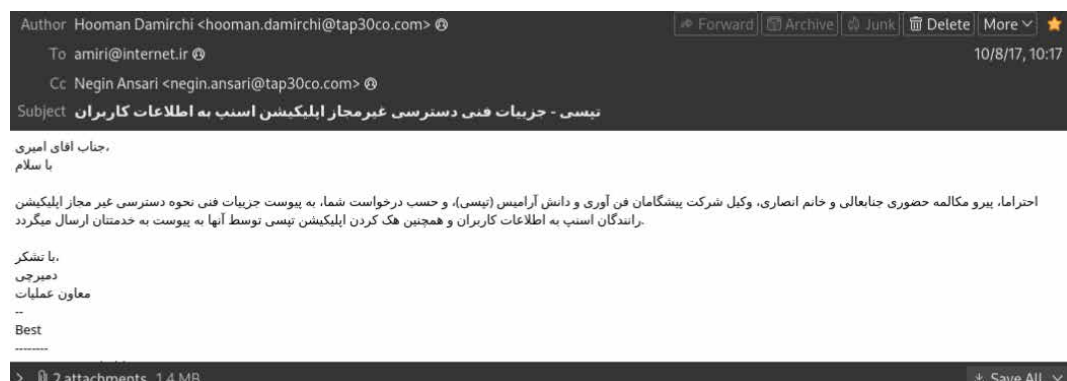 Author Hooman Damirchi <hooman.damirchi@tap30co.com>
Forward Archive Junk Delete More
To amiri@internet.ir
10/8/17, 10:17
Cc Negin Ansari <negin.ansari@tap30co.com>
Subject تپسی - جزییات فنی دسترسی غیرمجاز اپلیکیشن اسنپ به اطلاعات کاربران
جناب اقای امیری،
با سلام
احتراما، پیرو مکالمه حضوری جنابعالی و خانم انصاری، وکیل شرکت پیشگامان فن آوری و دانش آرامیس (تپسی)، و حسب درخواست شما، به پیوست جزییات فنی نحوه دسترسی غیر مجاز اپلیکیشن
رانندگان اسنپ به اطلاعات کاربران و همچنین هک کردن اپلیکیشن تپسی توسط آنها به پیوست به خدمتتان ارسال میگردد.
با تشکر،
دمیرچی
معاون عملیات
--
Best
--------
2 attachments 1.4 MB
Save All